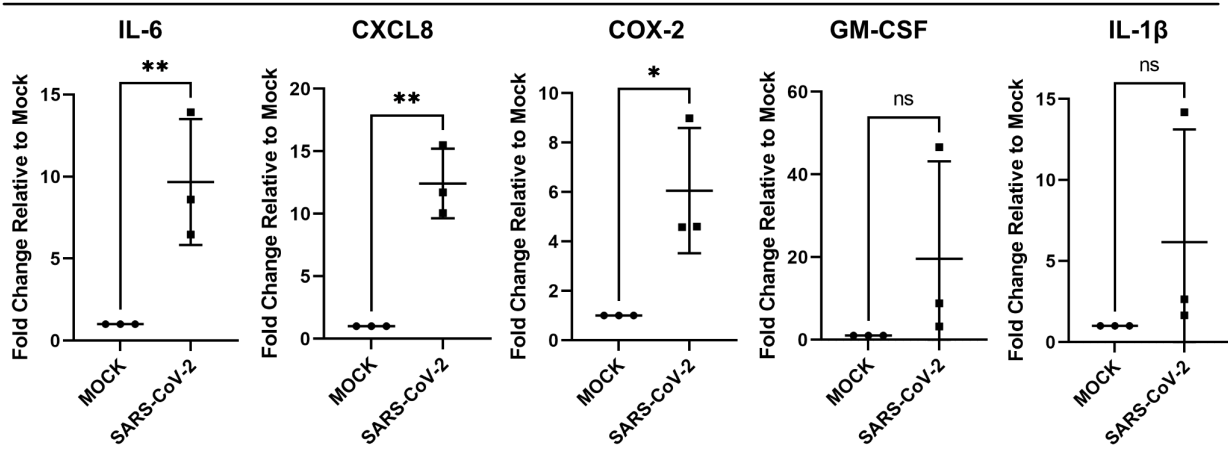 IL-6
Fold Change Relative to Mock
15
10
5
0
**
MOCK
SARS-CoV-2
CXCL8
Fold Change Relative to Mock
20
15
10
5
0
**
MOCK
SARS-CoV-2
COX-2
Fold Change Relative to Mock
10
8
6
4
2
0
*
MOCK
SARS-CoV-2
GM-CSF
Fold Change Relative to Mock
60
40
20
0
ns
MOCK
SARS-CoV-2
IL-1β
Fold Change Relative to Mock
15
10
5
0
ns
MOCK
SARS-CoV-2